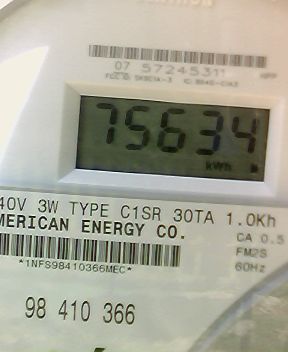 07 57245311
75634
kWh
40V 3W TYPE C1SR 30TA 1.0Kh
MERICAN ENERGY CO.
CA 0.5
FM2S
60Hz
*1NFS98410366MEC*
98 410 366